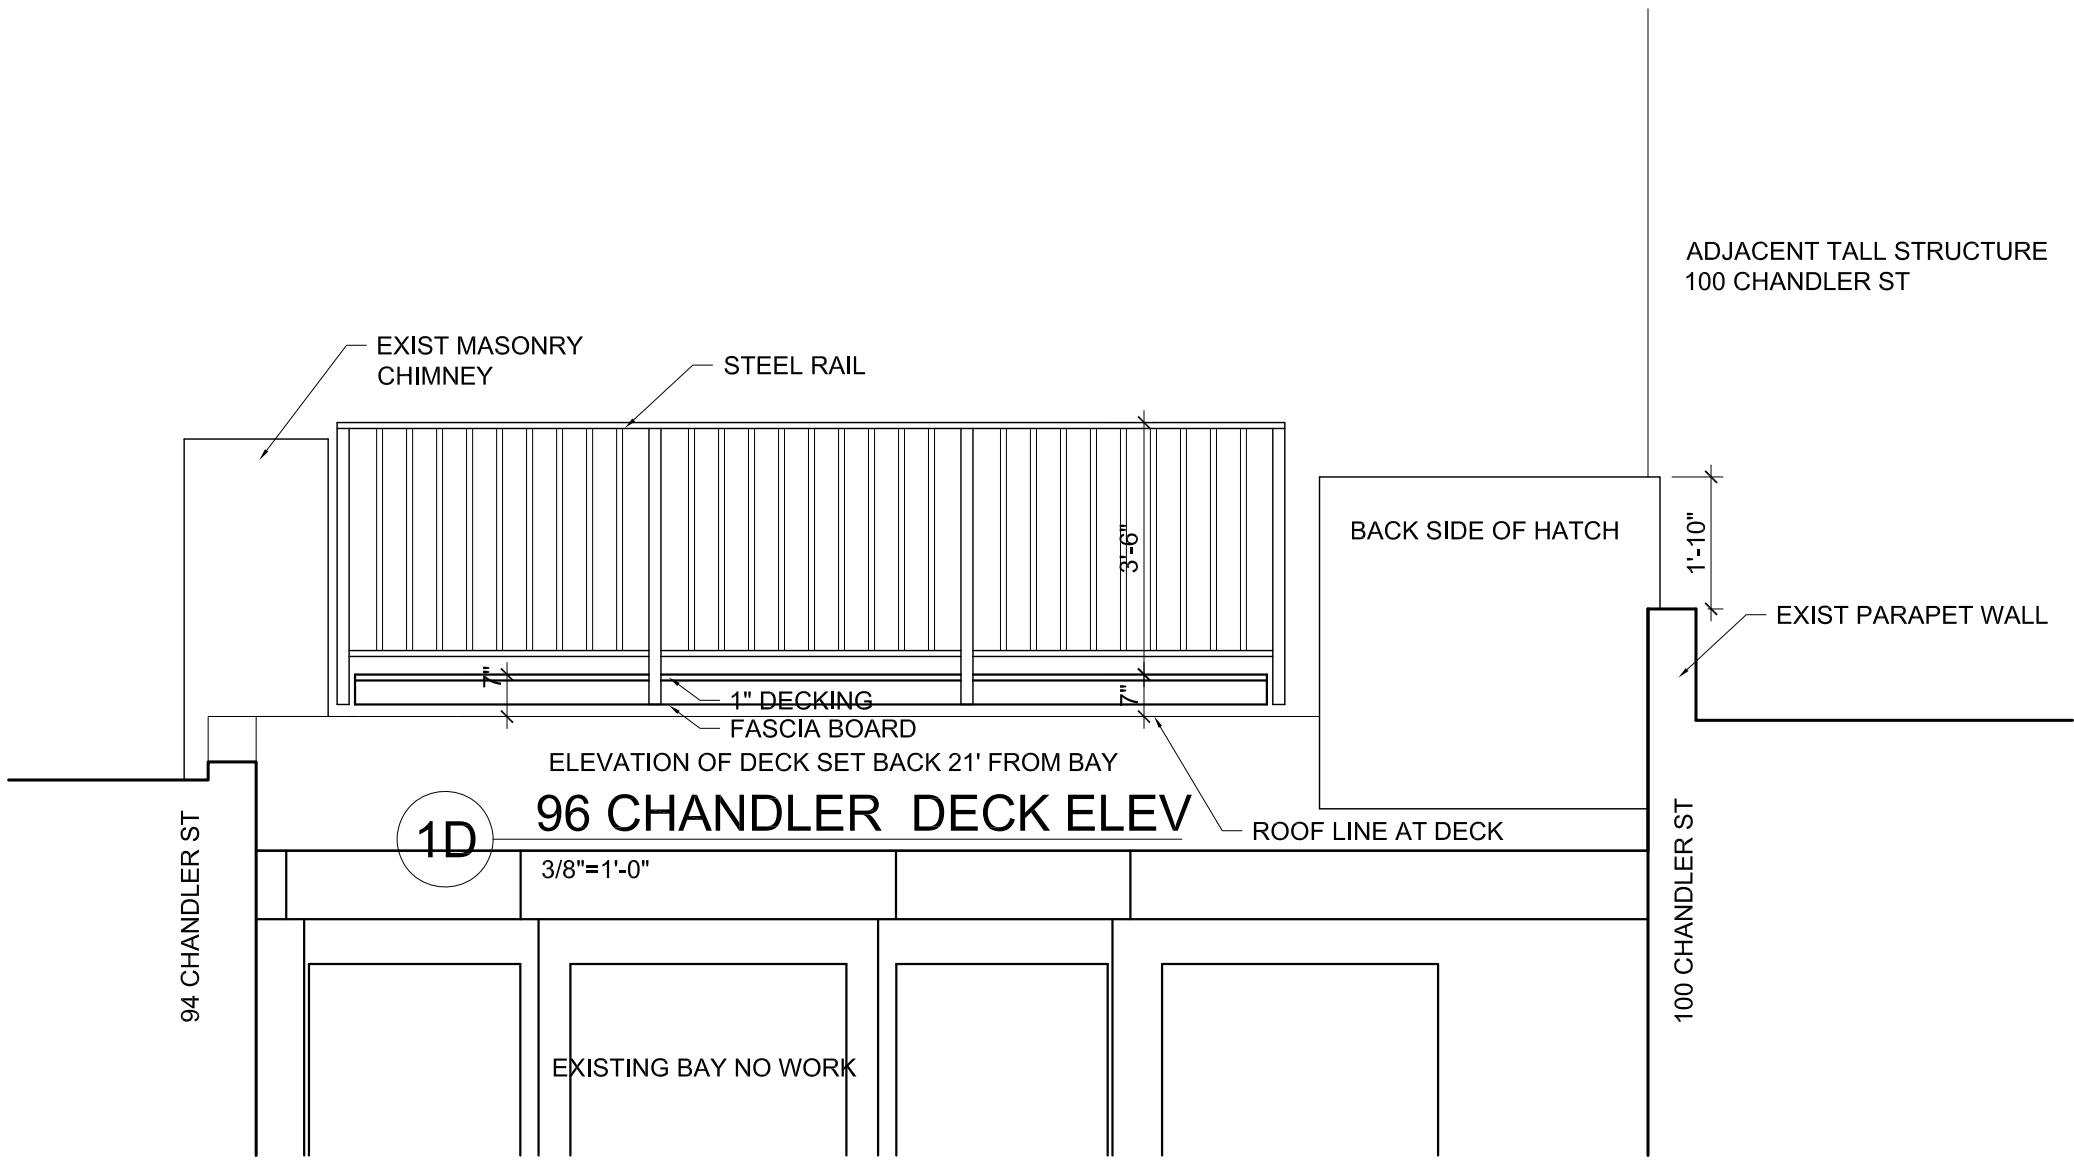 ADJACENT TALL STRUCTURE
100 CHANDLER ST
EXIST MASONRY
CHIMNEY
STEEL RAIL
3'-6"
BACK SIDE OF HATCH
1'-10"
EXIST PARAPET WALL
7"
7"
1" DECKING
FASCIA BOARD
ELEVATION OF DECK SET BACK 21' FROM BAY
1D
96 CHANDLER DECK ELEV
ROOF LINE AT DECK
3/8"=1'-0"
94 CHANDLER ST
100 CHANDLER ST
EXISTING BAY NO WORK